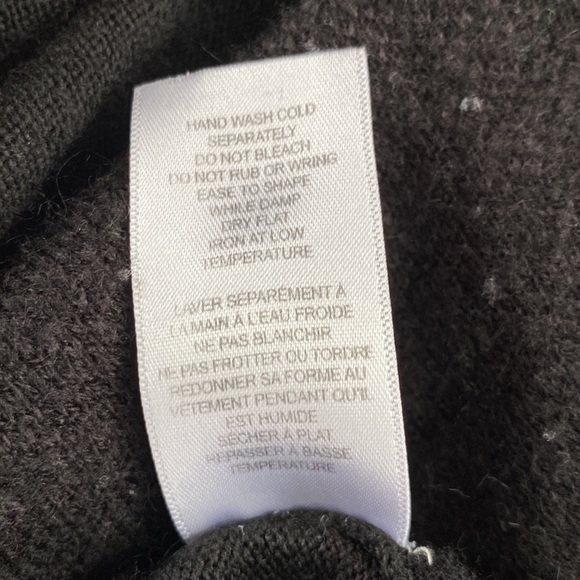 HAND WASH COLD
SEPARATELY
DO NOT BLEACH
DO NOT RUB OR WRING
EASE TO SHAPE
WHILE DAMP
DRY FLAT
IRON AT LOW
TEMPERATURE
LAVER SÉPARÉMENT À
LA MAIN À L'EAU FROIDE
NE PAS BLANCHIR
NE PAS FROTTER OU TORDRE
REDONNER SA FORME AU
VÊTEMENT PENDANT QU'IL
EST HUMIDE
SÉCHER À PLAT
REPASSER À BASSE
TEMPERATURE